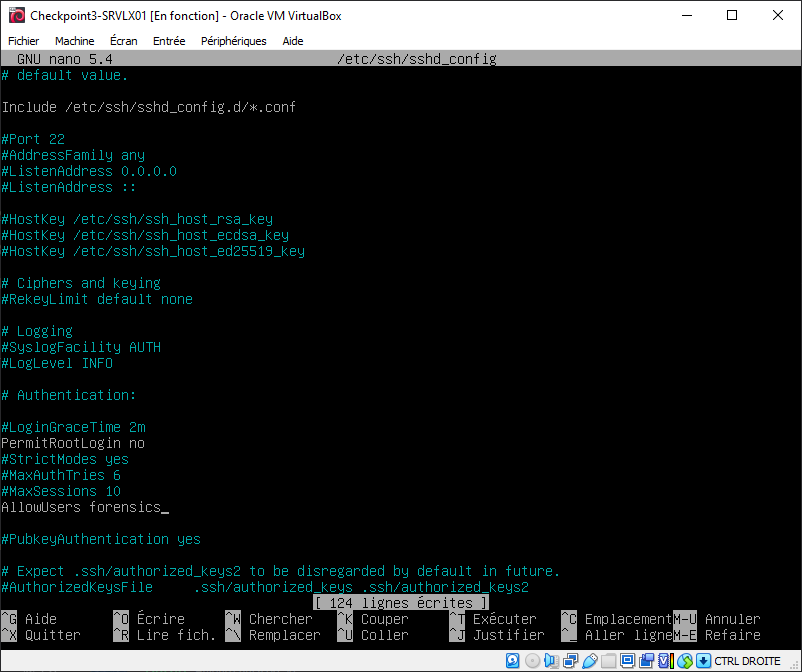 Checkpoint3-SRVLX01 [En fonction] - Oracle VM VirtualBox
Fichier Machine Écran Entrée Périphériques Aide
GNU nano 5.4 /etc/ssh/sshd_config
# default value.
Include /etc/ssh/sshd_config.d/*.conf
#Port 22
#AddressFamily any
#ListenAddress 0.0.0.0
#ListenAddress ::
#HostKey /etc/ssh/ssh_host_rsa_key
#HostKey /etc/ssh/ssh_host_ecdsa_key
#HostKey /etc/ssh/ssh_host_ed25519_key
# Ciphers and keying
#RekeyLimit default none
# Logging
#SyslogFacility AUTH
#LogLevel INFO
# Authentication:
#LoginGraceTime 2m
PermitRootLogin no
#StrictModes yes
#MaxAuthTries 6
#MaxSessions 10
AllowUsers forensics_
#PubkeyAuthentication yes
# Expect .ssh/authorized_keys2 to be disregarded by default in future.
#AuthorizedKeysFile .ssh/authorized_keys .ssh/authorized_keys2
[ 124 lignes écrites ]
^G Aide ^O Écrire ^W Chercher ^K Couper ^T Exécuter ^C Emplacement M-U Annuler
^X Quitter ^R Lire fich. ^\ Remplacer ^U Coller ^J Justifier ^_ Aller ligne M-E Refaire
CTRL DROITE